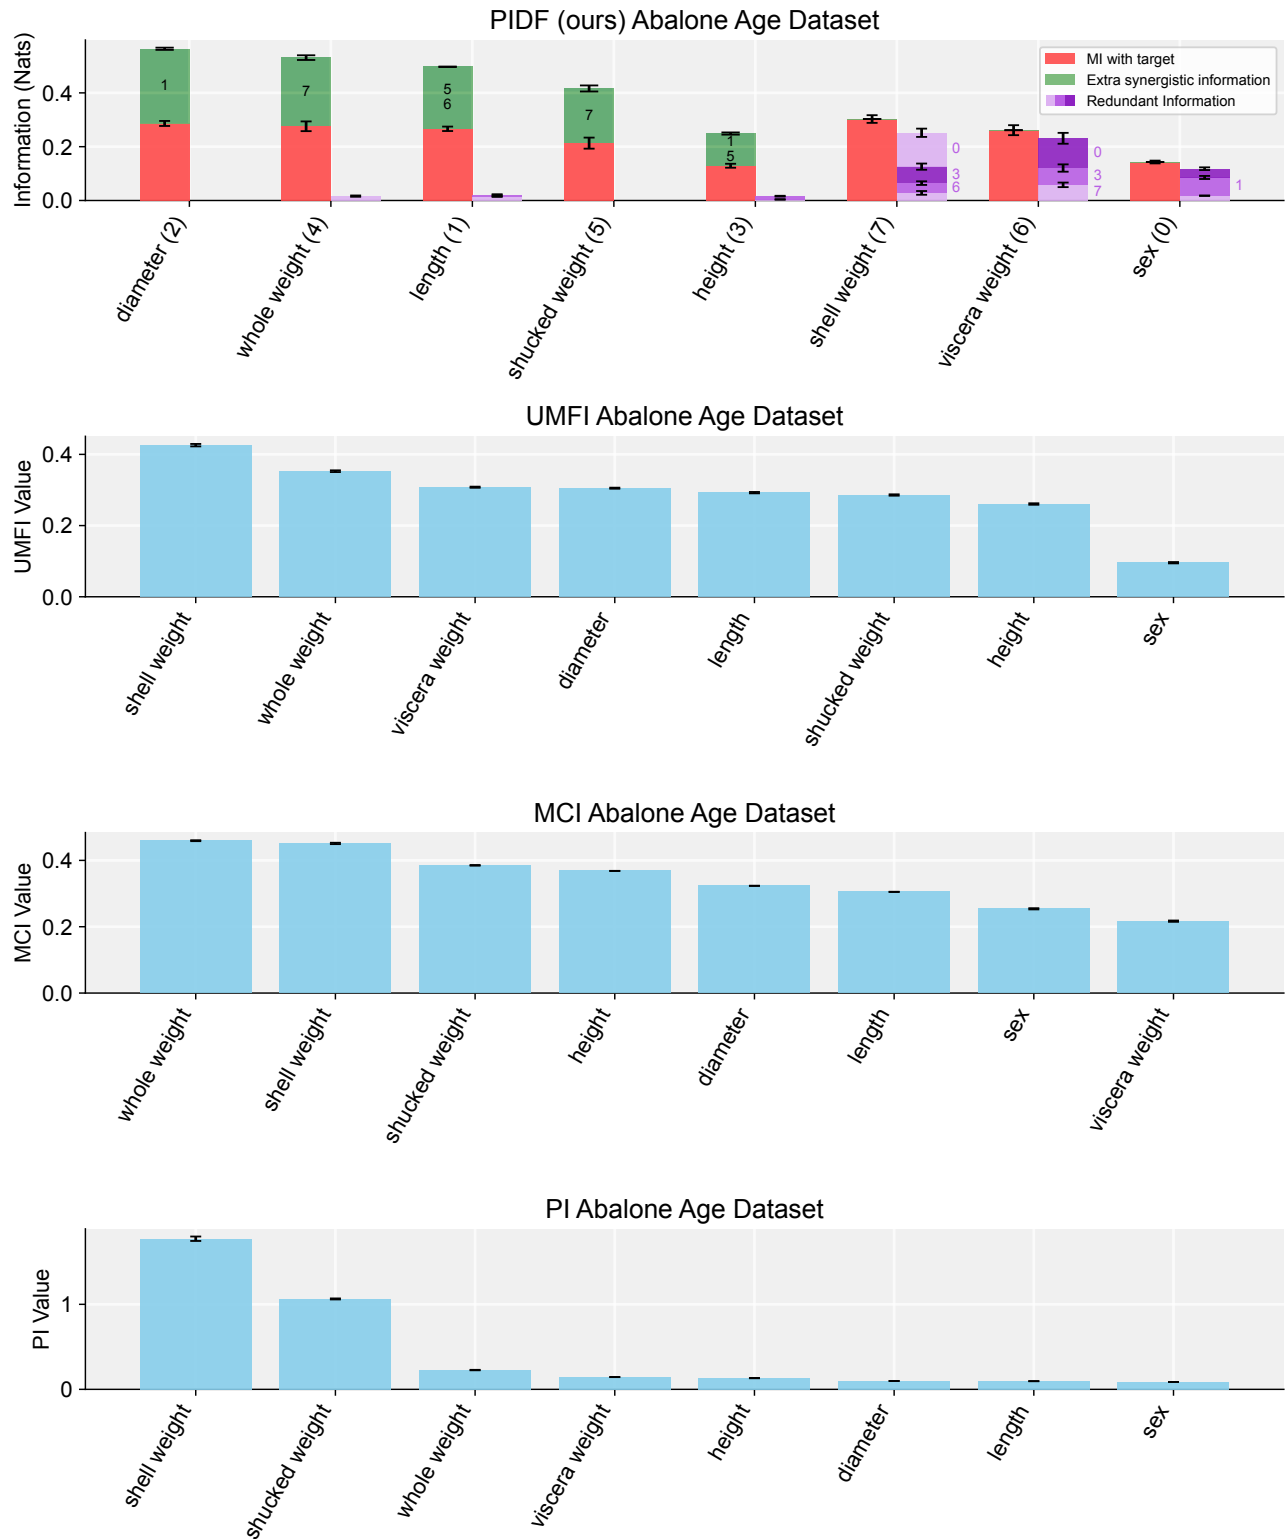 PIDF (ours) Abalone Age Dataset
Information (Nats)
0.4
0.2
0.0
MI with target
Extra synergistic information
Redundant Information
1
7
5
6
7
1
5
0
3
6
0
3
7
1
diameter (2)
whole weight (4)
length (1)
shucked weight (5)
height (3)
shell weight (7)
viscera weight (6)
sex (0)
UMFI Abalone Age Dataset
UMFI Value
0.4
0.2
0.0
shell weight
whole weight
viscera weight
diameter
length
shucked weight
height
sex
MCI Abalone Age Dataset
MCI Value
0.4
0.2
0.0
whole weight
shell weight
shucked weight
height
diameter
length
sex
viscera weight
PI Abalone Age Dataset
PI Value
1
0
shell weight
shucked weight
whole weight
viscera weight
height
diameter
length
sex